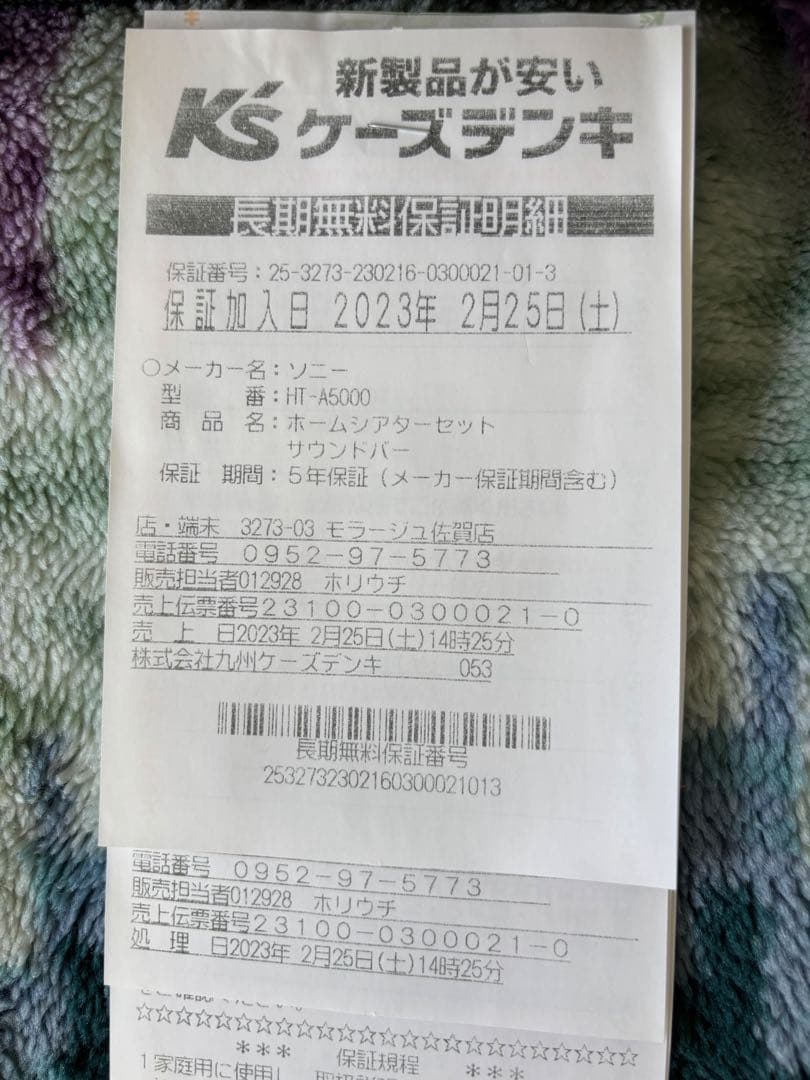 新製品が安い
K's ケーズデンキ
長期無料保証明細
保証番号：25-3273-230216-0300021-01-3
保証加入日 2023年 2月25日(土)
○メーカー名：ソニー
型　　番：HT-A5000
商　品　名：ホームシアターセット
サウンドバー
保証　期間：５年保証（メーカー保証期間含む）
店・端末　3273-03 モラージュ佐賀店
電話番号　０９５２－９７－５７７３
販売担当者012928　ホリウチ
売上伝票番号２３１００－０３０００２１－０
売　上　日2023年 2月25日(土)14時25分
株式会社九州ケーズデンキ　　053
長期無料保証番号
2532732302160300021013
電話番号　０９５２－９７－５７７３
販売担当者012928　ホリウチ
売上伝票番号２３１００－０３０００２１－０
処　理　日2023年 2月25日(土)14時25分
☆☆☆☆☆☆☆☆☆☆☆☆☆☆☆☆☆☆☆☆☆☆☆☆
＊＊＊　保証規程　＊＊＊
１家庭用に使用し